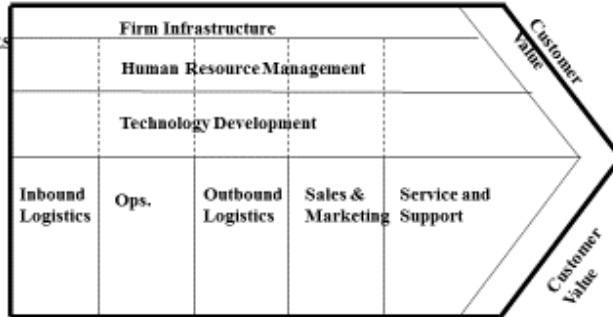 Firm Infrastructure
Human Resource Management
Technology Development
Inbound
Logistics
Ops.
Outbound
Logistics
Sales &
Marketing
Service and
Support
Customer
Value
Customer
Value